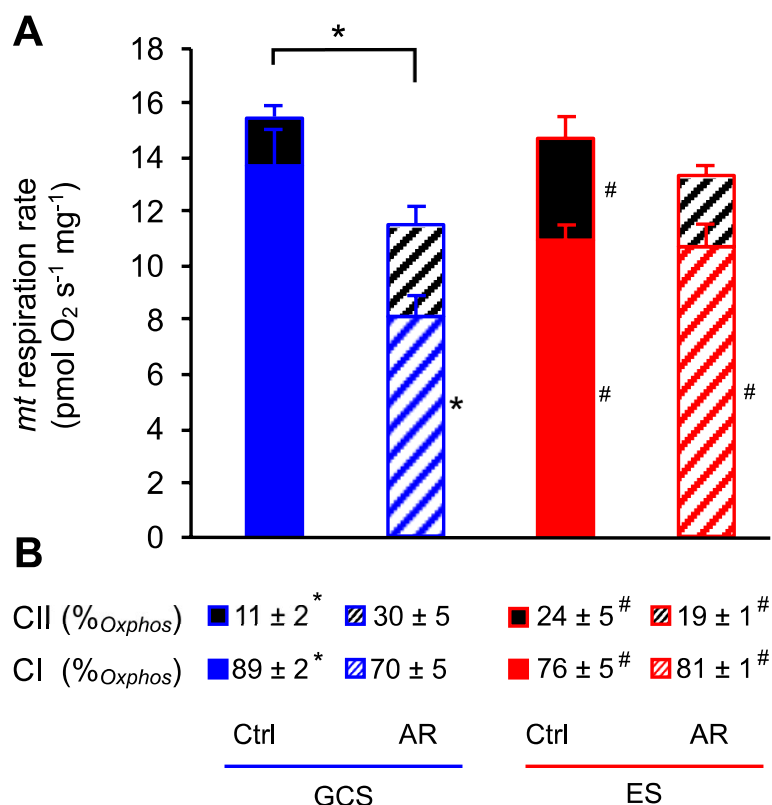 A
*
18
16
14
12
10
8
6
4
2
0
mt respiration rate
(pmol O₂ s⁻¹ mg⁻¹)
#
*
#
#
B
CII (%Oxphos) 11 ± 2* 30 ± 5 24 ± 5# 19 ± 1#
CI (%Oxphos) 89 ± 2* 70 ± 5 76 ± 5# 81 ± 1#
Ctrl AR Ctrl AR
GCS ES